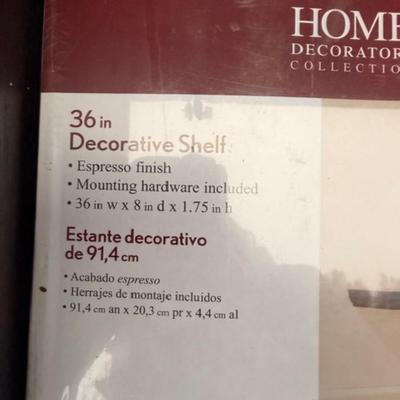 HOME
DECORATOR
COLLECTIO
36 in
Decorative Shelf
• Espresso finish
• Mounting hardware included
• 36 in w x 8 in d x 1.75 in h
Estante decorativo
de 91,4 cm
• Acabado espresso
• Herrajes de montaje incluidos
• 91,4 cm an x 20,3 cm pr x 4,4 cm al